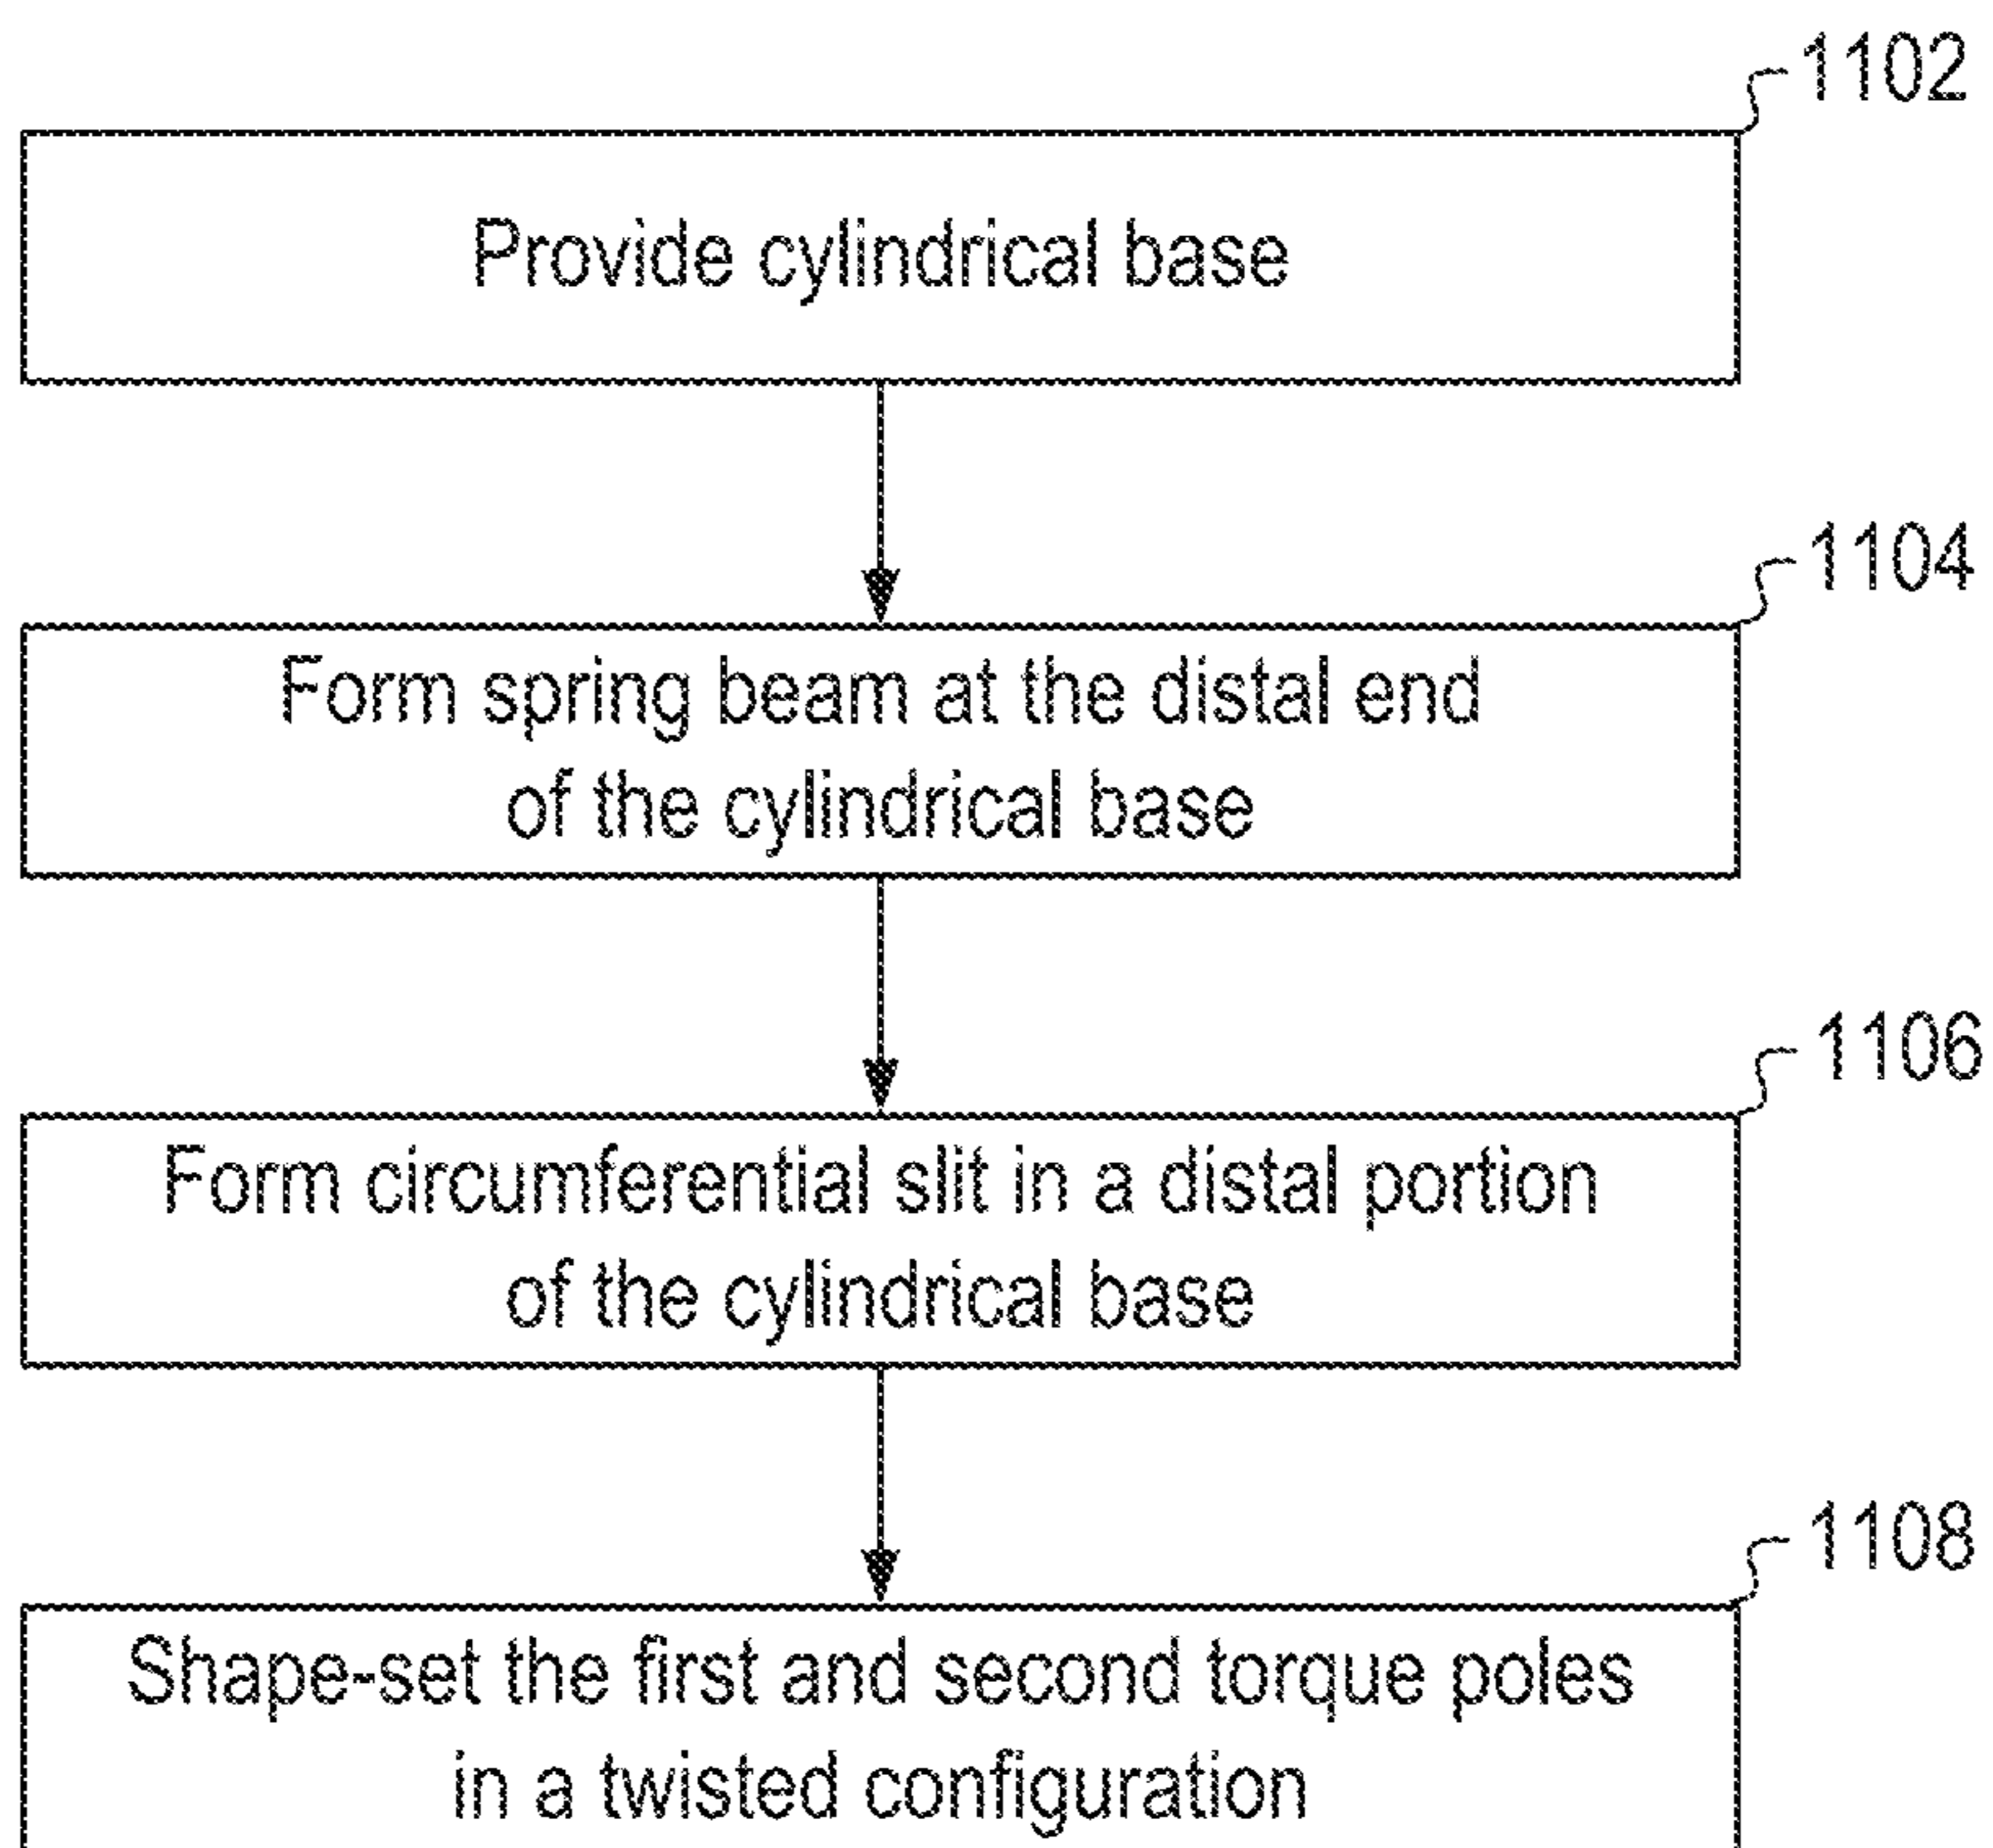 1102
Provide cylindrical base
1104
Form spring beam at the distal end
of the cylindrical base
1106
Form circumferential slit in a distal portion
of the cylindrical base
1108
Shape-set the first and second torque poles
in a twisted configuration